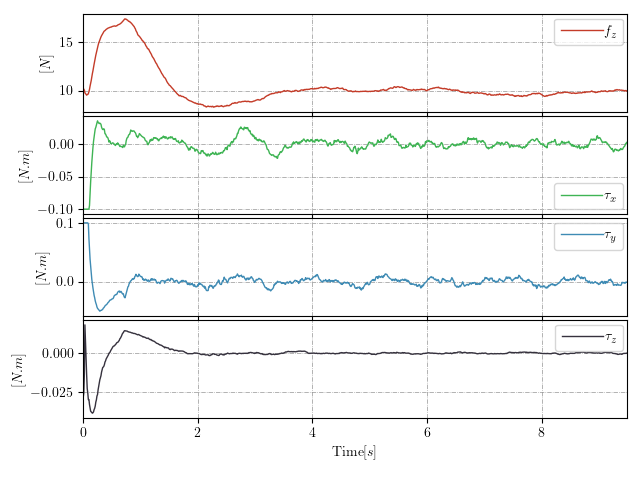 15
10
[N]
f_z
0.00
−0.05
−0.10
[N.m]
τ_x
0.1
0.0
[N.m]
τ_y
0.000
−0.025
[N.m]
τ_z
0 2 4 6 8
Time[s]